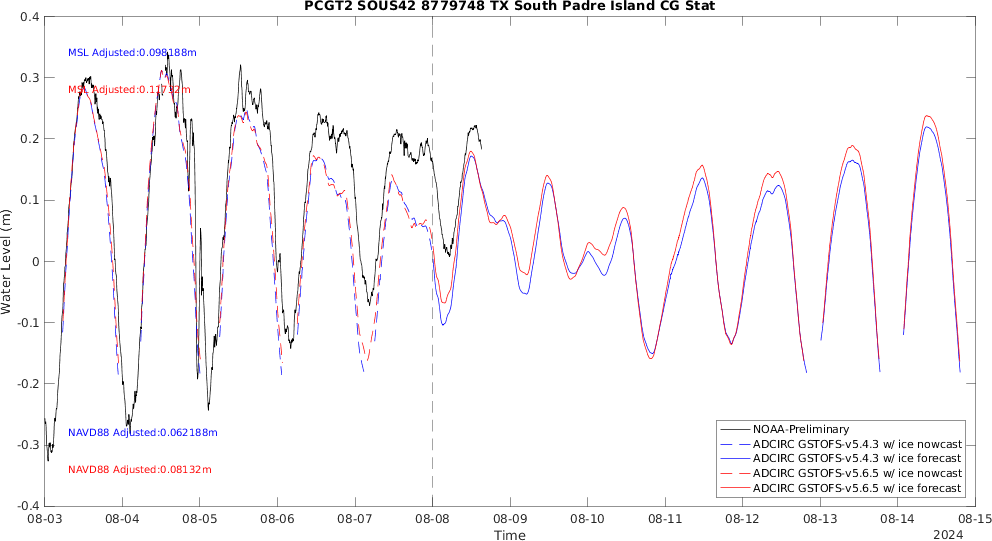 PCGT2 SOUS42 8779748 TX South Padre Island CG Stat
0.4
0.3
0.2
0.1
0
-0.1
-0.2
-0.3
-0.4
Water Level (m)
MSL Adjusted:0.098188m
MSL Adjusted:0.11732m
NAVD88 Adjusted:0.062188m
NAVD88 Adjusted:0.08132m
NOAA-Preliminary
ADCIRC GSTOFS-v5.4.3 w/ ice nowcast
ADCIRC GSTOFS-v5.4.3 w/ ice forecast
ADCIRC GSTOFS-v5.6.5 w/ ice nowcast
ADCIRC GSTOFS-v5.6.5 w/ ice forecast
08-03 08-04 08-05 08-06 08-07 08-08 08-09 08-10 08-11 08-12 08-13 08-14 08-15
Time
2024